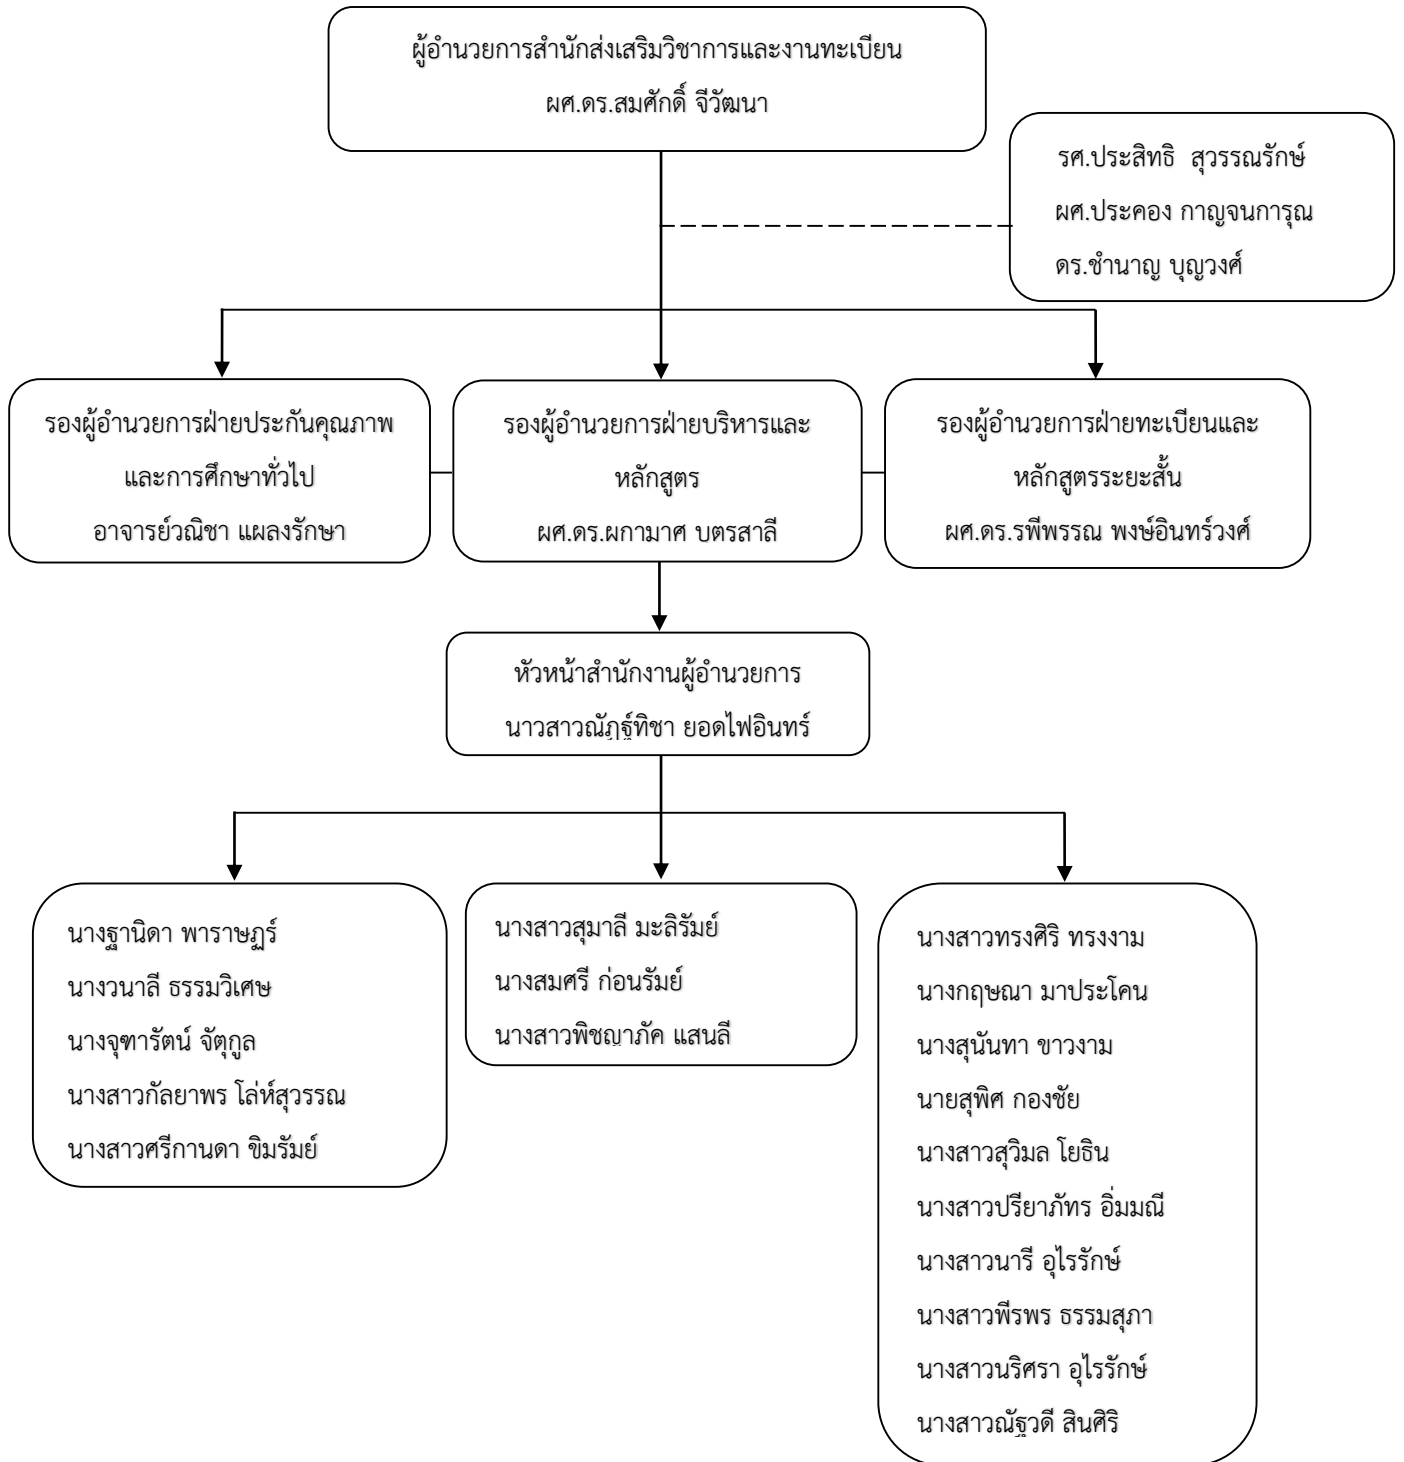 ผู้อำนวยการสำนักส่งเสริมวิชาการและงานทะเบียน
ผศ.ดร.สมศักดิ์ จีวัฒนา
รศ.ประสิทธิ สุวรรณรักษ์
ผศ.ประคอง กาญจนการุณ
ดร.ชำนาญ บุญวงศ์
รองผู้อำนวยการฝ่ายประกันคุณภาพ
และการศึกษาทั่วไป
อาจารย์วณิชา แผลงรักษา
รองผู้อำนวยการฝ่ายบริหารและ
หลักสูตร
ผศ.ดร.ผกามาศ บตรสาลี
รองผู้อำนวยการฝ่ายทะเบียนและ
หลักสูตรระยะสั้น
ผศ.ดร.รพีพรรณ พงษ์อินทร์วงศ์
หัวหน้าสำนักงานผู้อำนวยการ
นาวสาวณัฏฐ์ทิชา ยอดไฟอินทร์
นางฐานิดา พาราษฎร์
นางวนาลี ธรรมวิเศษ
นางจุฑารัตน์ จัตุกูล
นางสาวกัลยาพร โล่ห์สุวรรณ
นางสาวศรีกานดา ขิมรัมย์
นางสาวสุมาลี มะลิรัมย์
นางสมศรี ก่อนรัมย์
นางสาวพิชญาภัค แสนลี
นางสาวทรงศิริ ทรงงาม
นางกฤษณา มาประโคน
นางสุนันทา ขาวงาม
นายสุพิศ กองชัย
นางสาวสุวิมล โยธิน
นางสาวปรียาภัทร อิ่มมณี
นางสาวนารี อุไรรักษ์
นางสาวพีรพร ธรรมสุภา
นางสาวนริศรา อุไรรักษ์
นางสาวณัฐวดี สินศิริ